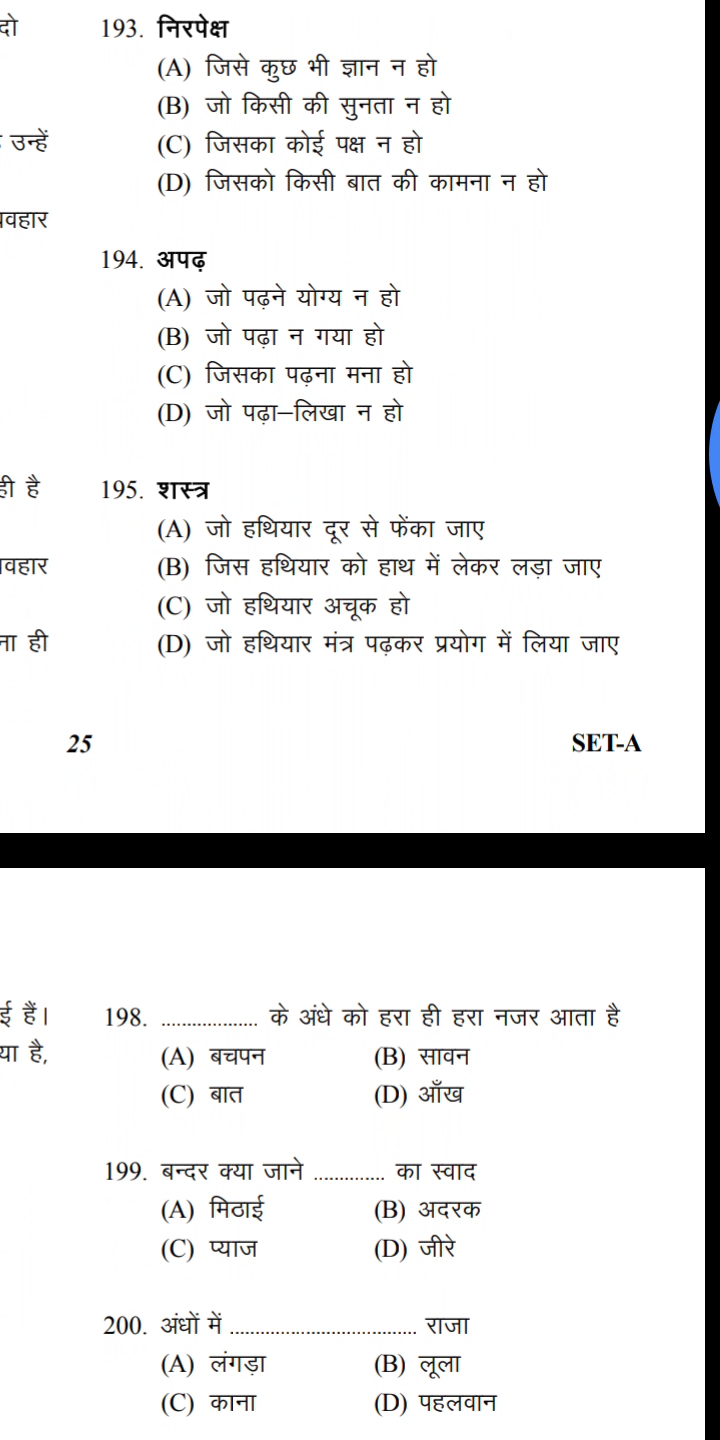 दो
उन्हें
193. निरपेक्ष
(A) जिसे कुछ भी ज्ञान न हो
(B) जो किसी की सुनता न हो
(C) जिसका कोई पक्ष न हो
(D) जिसको किसी बात की कामना न हो
194. अपढ़
(A) जो पढ़ने योग्य न हो
(B) जो पढ़ा न गया हो
(C) जिसका पढ़ना मना हो
(D) जो पढ़ा–लिखा न हो
ही है
195. शस्त्र
(A) जो हथियार दूर से फेंका जाए
(B) जिस हथियार को हाथ में लेकर लड़ा जाए
(C) जो हथियार अचूक हो
(D) जो हथियार मंत्र पढ़कर प्रयोग में लिया जाए
ही
25 SET-A
हैं।
है,
198. ................... के अंधे को हरा ही हरा नजर आता है
(A) बचपन (B) सावन
(C) बात (D) आँख
199. बन्दर क्या जाने .............. का स्वाद
(A) मिठाई (B) अदरक
(C) प्याज (D) जीरे
200. अंधों में ..................................... राजा
(A) लंगड़ा (B) लूला
(C) काना (D) पहलवान